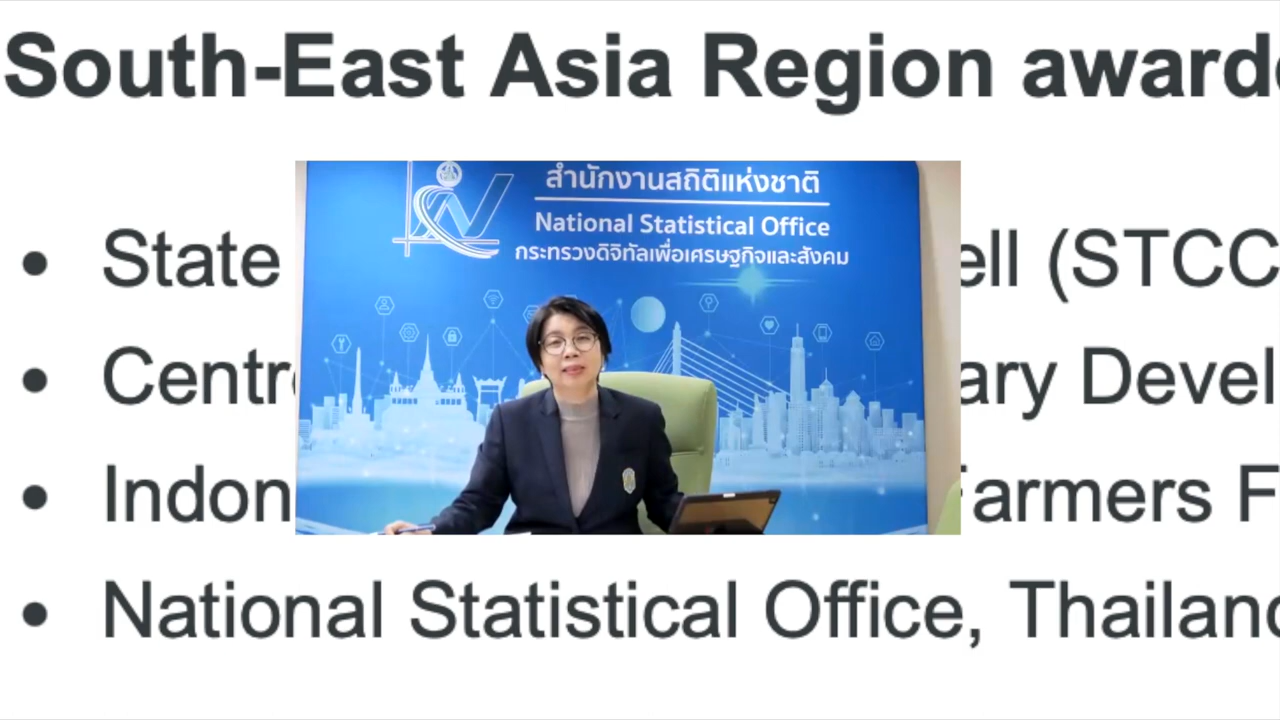 South-East Asia Region awarde
สำนักงานสถิติแห่งชาติ
National Statistical Office
กระทรวงดิจิทัลเพื่อเศรษฐกิจและสังคม
• State ell (STCC
• Centr ary Devel
• Indon Farmers F
• National Statistical Office, Thailand